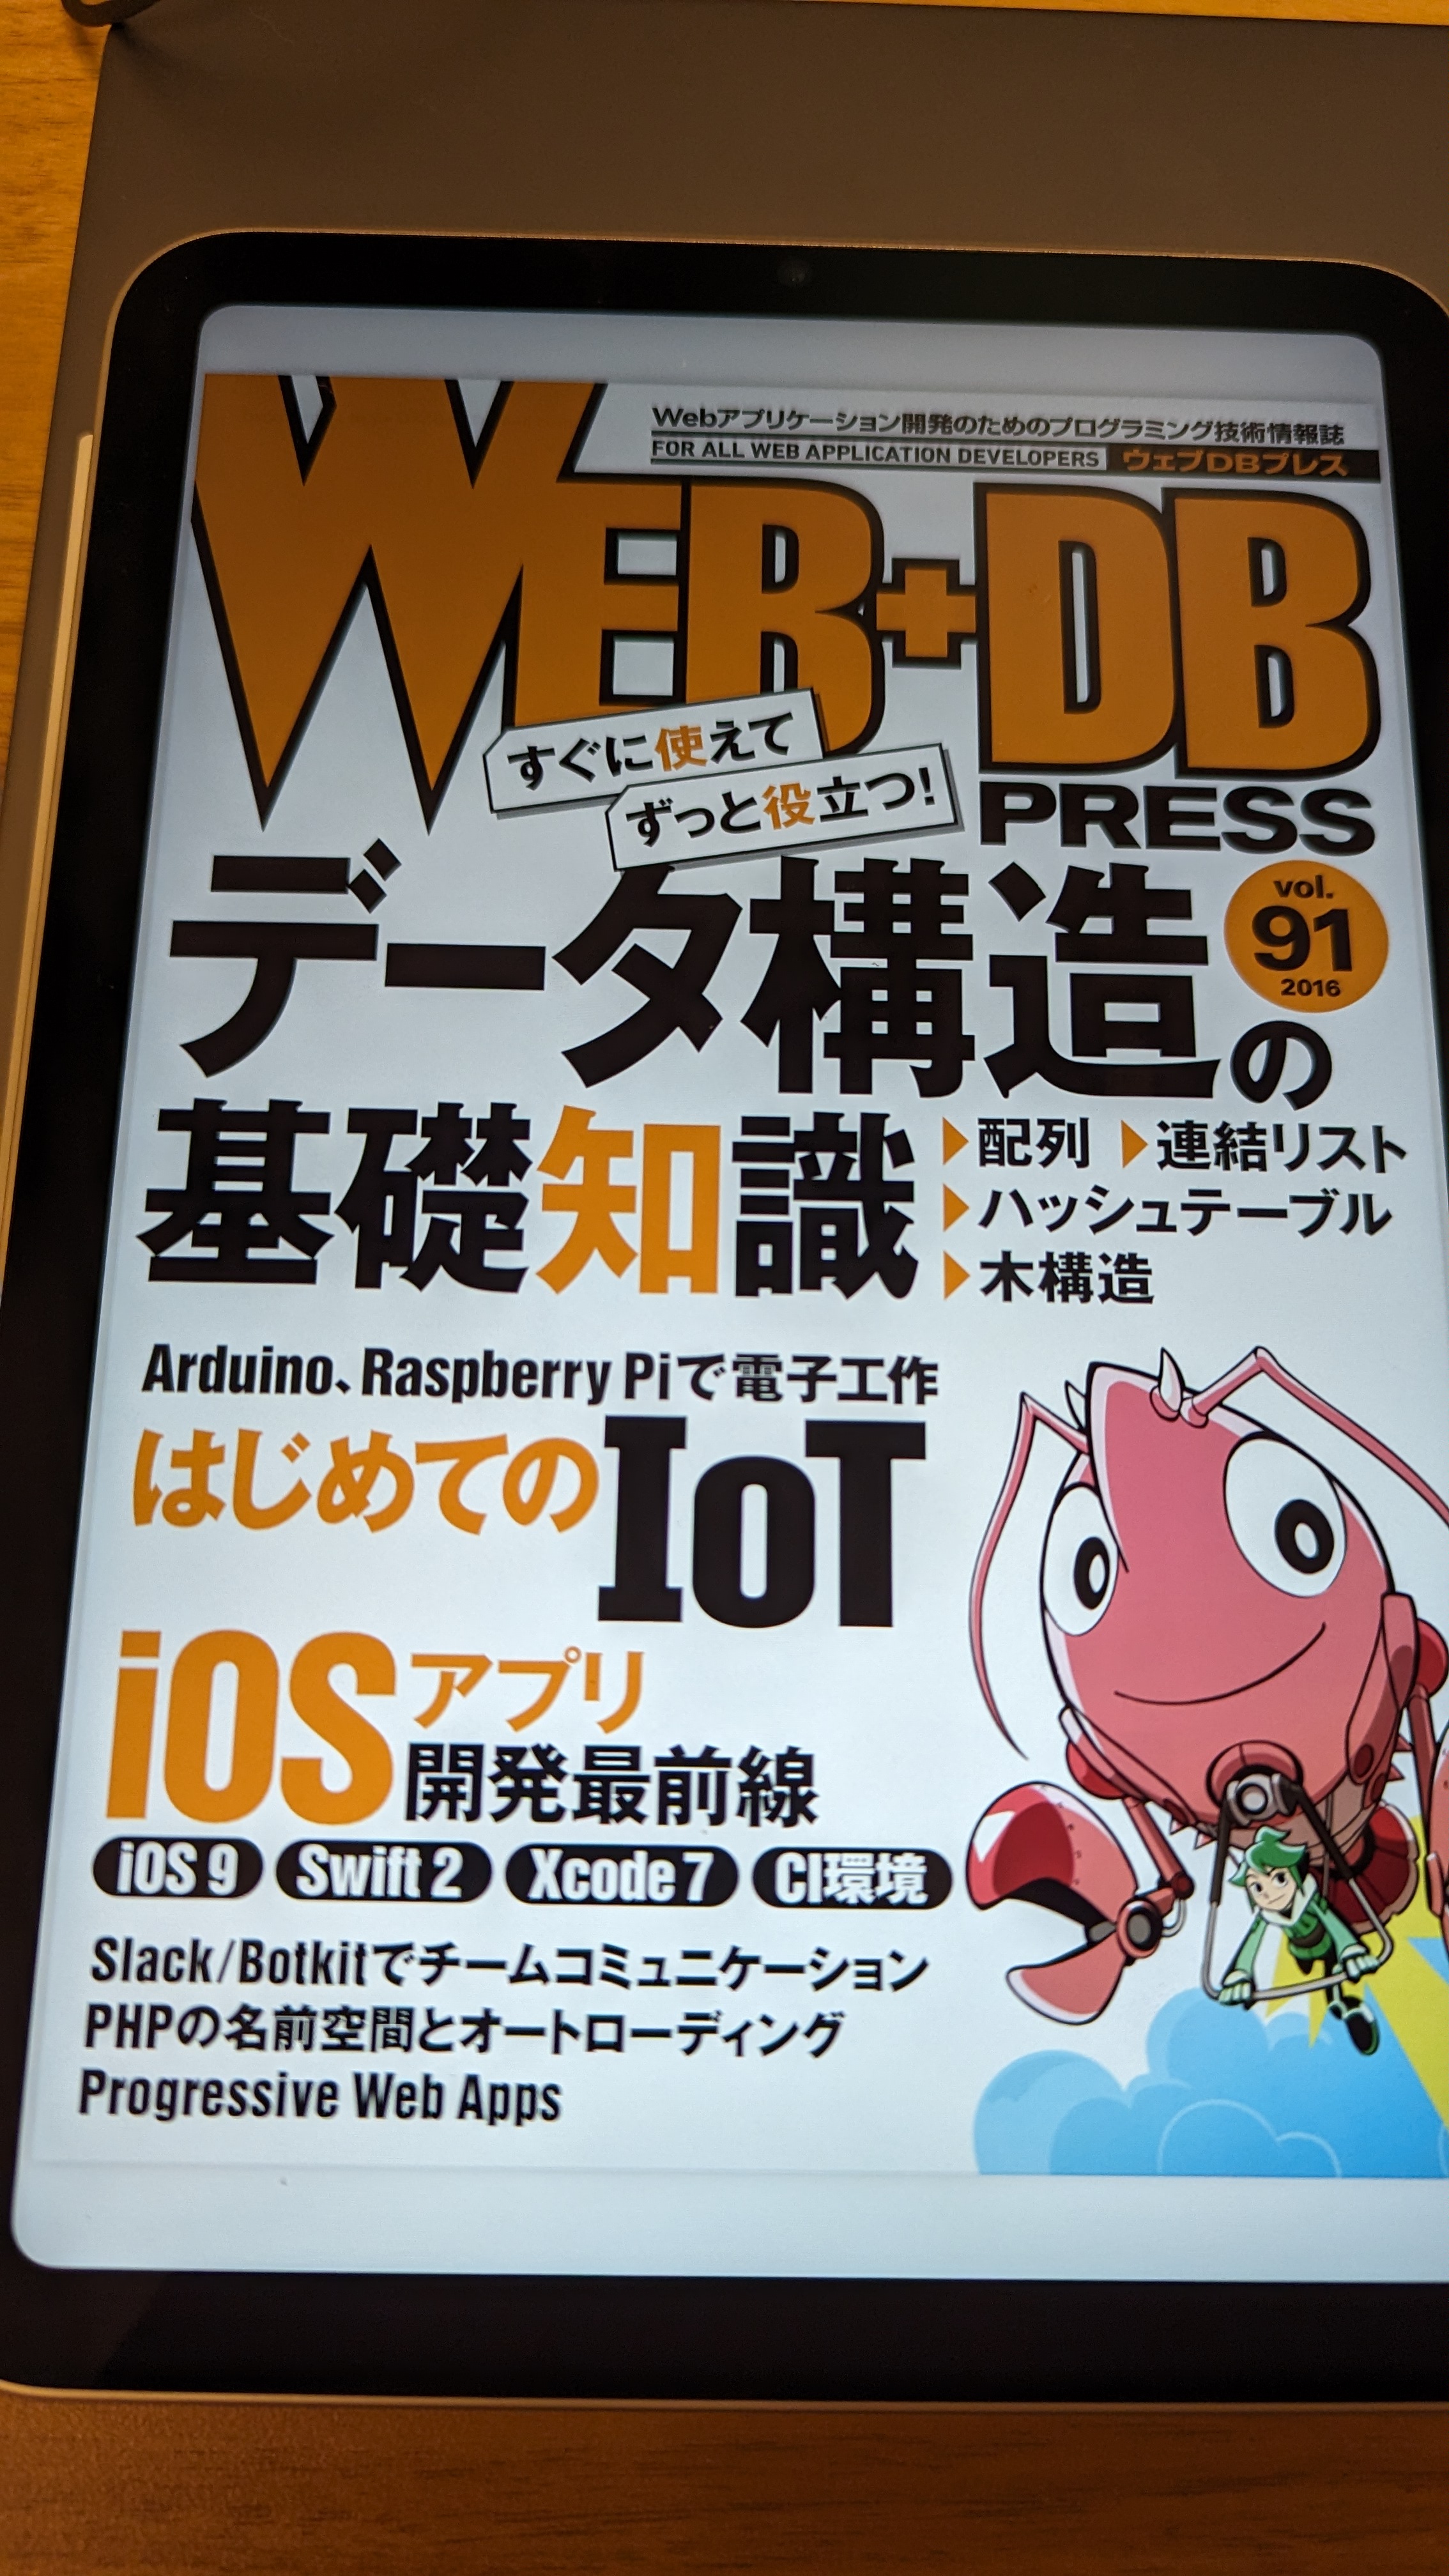 Webアプリケーション開発のためのプログラミング技術情報誌
FOR ALL WEB APPLICATION DEVELOPERS ウェブDBプレス
WEB+DB
PRESS
すぐに使えて
ずっと役立つ!
vol.
91
2016
データ構造の
基礎知識
▶配列 ▶連結リスト
▶ハッシュテーブル
▶木構造
Arduino、Raspberry Piで電子工作
はじめてのIoT
iOSアプリ
開発最前線
iOS 9 Swift 2 Xcode 7 CI環境
Slack/Botkitでチームコミュニケーション
PHPの名前空間とオートローディング
Progressive Web Apps